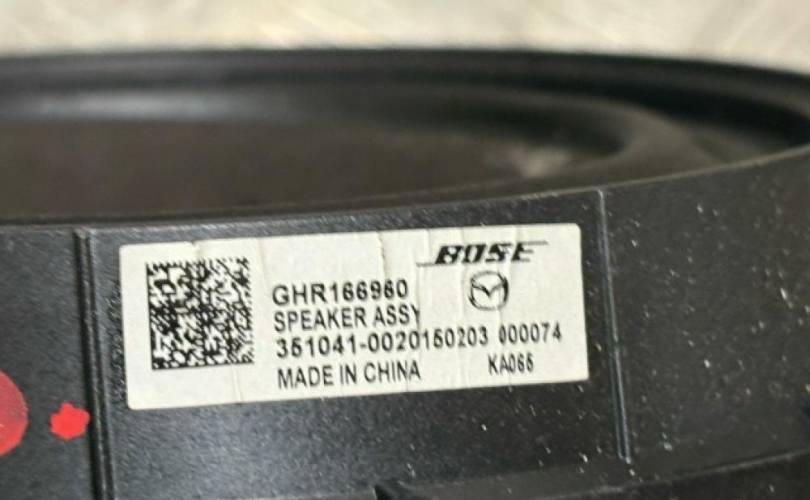 BOSE
GHR166960
SPEAKER ASSY
351041-0020150203 000074
MADE IN CHINA KA065